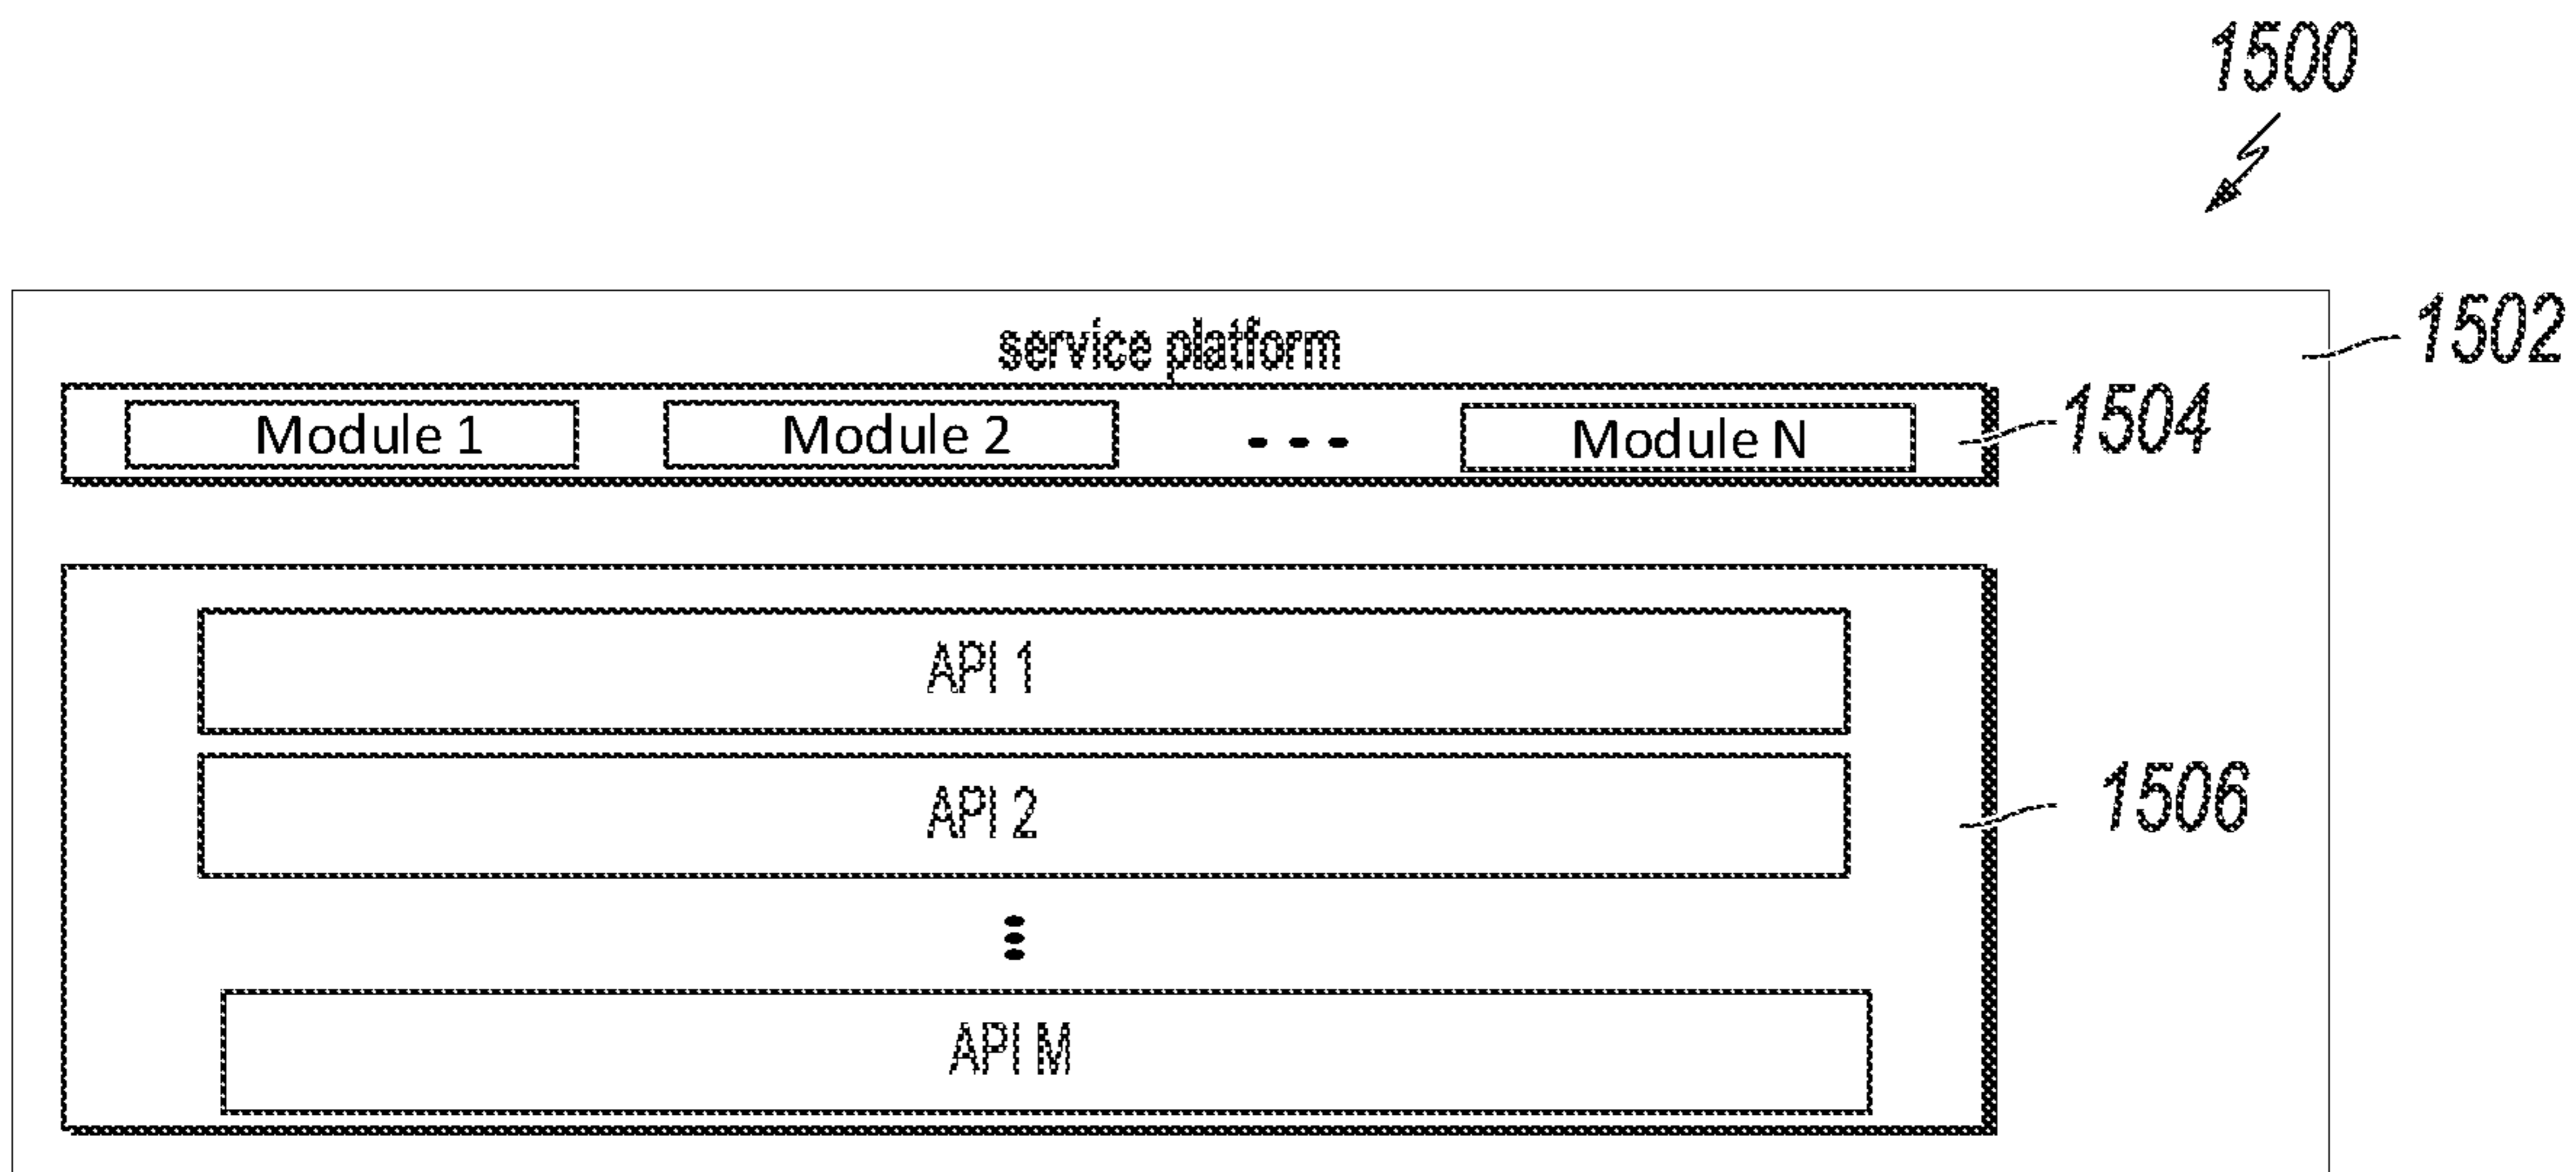 1500
service platform
1502
Module 1 Module 2 Module N
1504
API 1
API 2
1506
API M